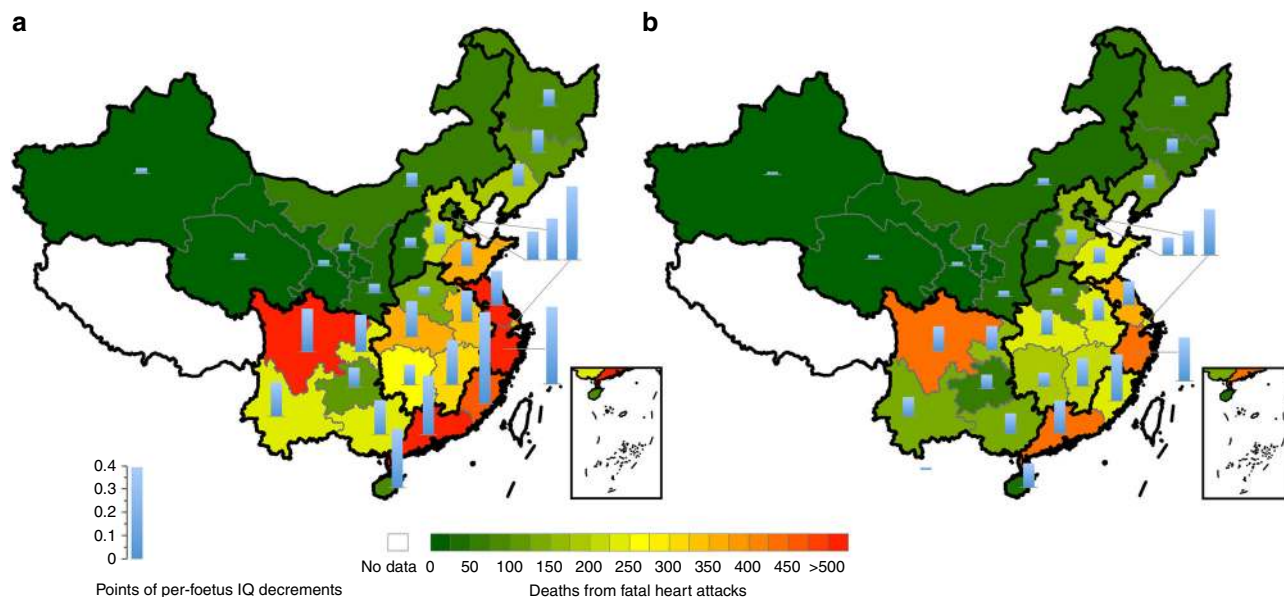 a
b
0.4
0.3
0.2
0.1
0
Points of per-foetus IQ decrements
No data
0 50 100 150 200 250 300 350 400 450 >500
Deaths from fatal heart attacks